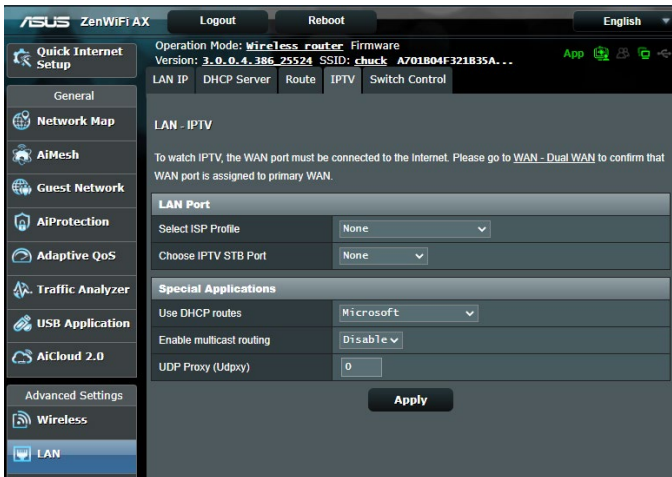 ASUS ZenWiFi AX Logout Reboot English
Quick Internet Setup
Operation Mode: Wireless router Firmware
Version: 3.0.0.4.386_25524 SSID: chuck A701B04F321B35A...
App
LAN IP DHCP Server Route IPTV Switch Control
General
Network Map
AiMesh
Guest Network
AiProtection
Adaptive QoS
Traffic Analyzer
USB Application
AiCloud 2.0
Advanced Settings
Wireless
LAN
LAN - IPTV
To watch IPTV, the WAN port must be connected to the Internet. Please go to WAN - Dual WAN to confirm that
WAN port is assigned to primary WAN.
LAN Port
Select ISP Profile None
Choose IPTV STB Port None
Special Applications
Use DHCP routes Microsoft
Enable multicast routing Disable
UDP Proxy (Udpxy) 0
Apply